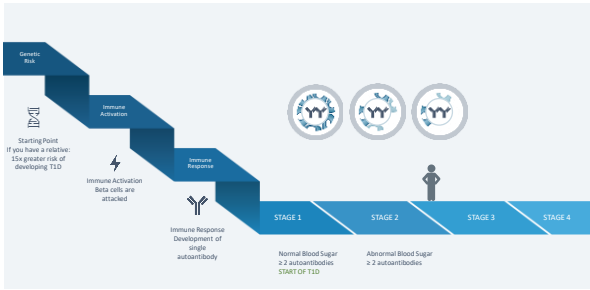 Genetic
Risk
Immune
Activation
Immune
Response
Starting Point
If you have a relative:
15x greater risk of
developing T1D
Immune Activation
Beta cells are
attacked
Immune Response
Development of
single
autoantibody
STAGE 1
STAGE 2
STAGE 3
STAGE 4
Normal Blood Sugar
≥ 2 autoantibodies
START OF T1D
Abnormal Blood Sugar
≥ 2 autoantibodies